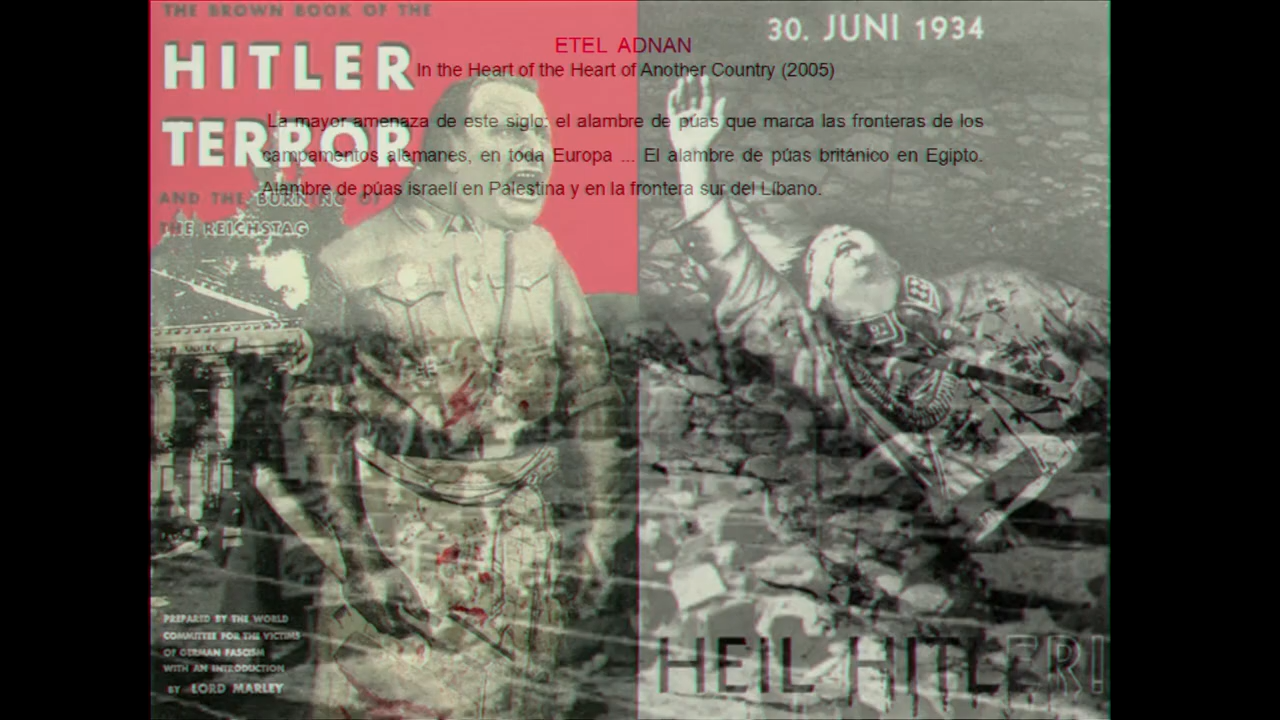 THE BROWN BOOK OF THE
HITLER
TERROR
AND THE BURNING OF
THE REICHSTAG
PREPARED BY THE WORLD
COMMITTEE FOR THE VICTIMS
OF GERMAN FASCISM
WITH AN INTRODUCTION
BY LORD MARLEY
ETEL ADNAN
In the Heart of the Heart of Another Country (2005)
La mayor amenaza de este siglo: el alambre de púas que marca las fronteras de los
campamentos alemanes, en toda Europa ... El alambre de púas británico en Egipto.
Alambre de púas israelí en Palestina y en la frontera sur del Líbano.
30. JUNI 1934
HEIL HITLER!